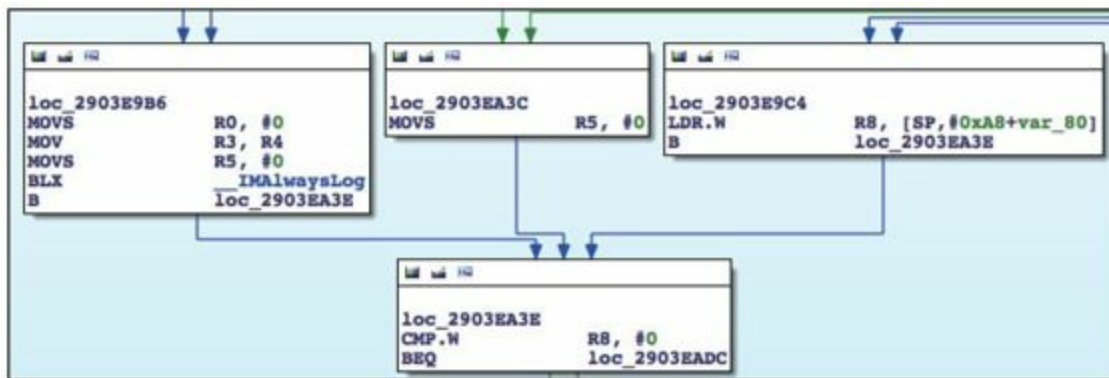 loc_2903E9B6
MOVS R0, #0
MOV R3, R4
MOVS R5, #0
BLX __IMAlwaysLog
B loc_2903EA3E
loc_2903EA3C
MOVS R5, #0
loc_2903E9C4
LDR.W R8, [SP,#0xA8+var_80]
B loc_2903EA3E
loc_2903EA3E
CMP.W R8, #0
BEQ loc_2903EADC